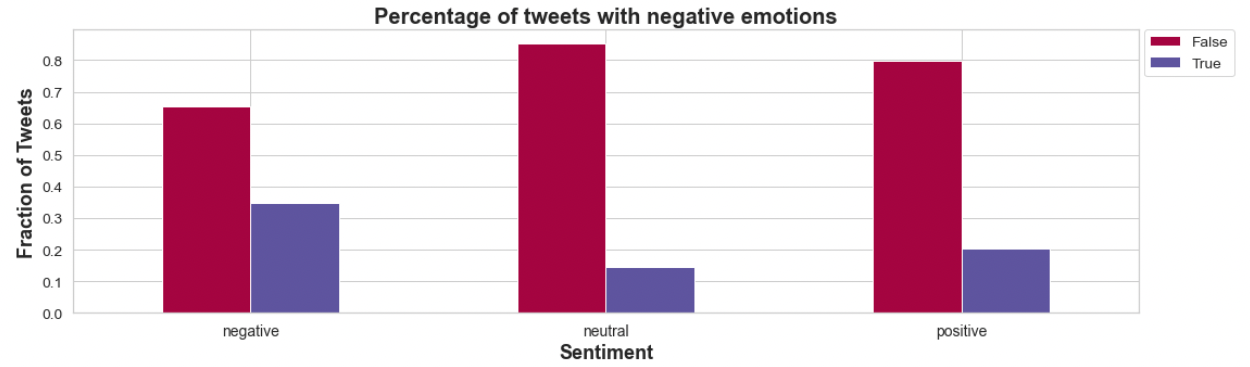 Percentage of tweets with negative emotions
False
True
Fraction of Tweets
0.8
0.7
0.6
0.5
0.4
0.3
0.2
0.1
0.0
negative neutral positive
Sentiment